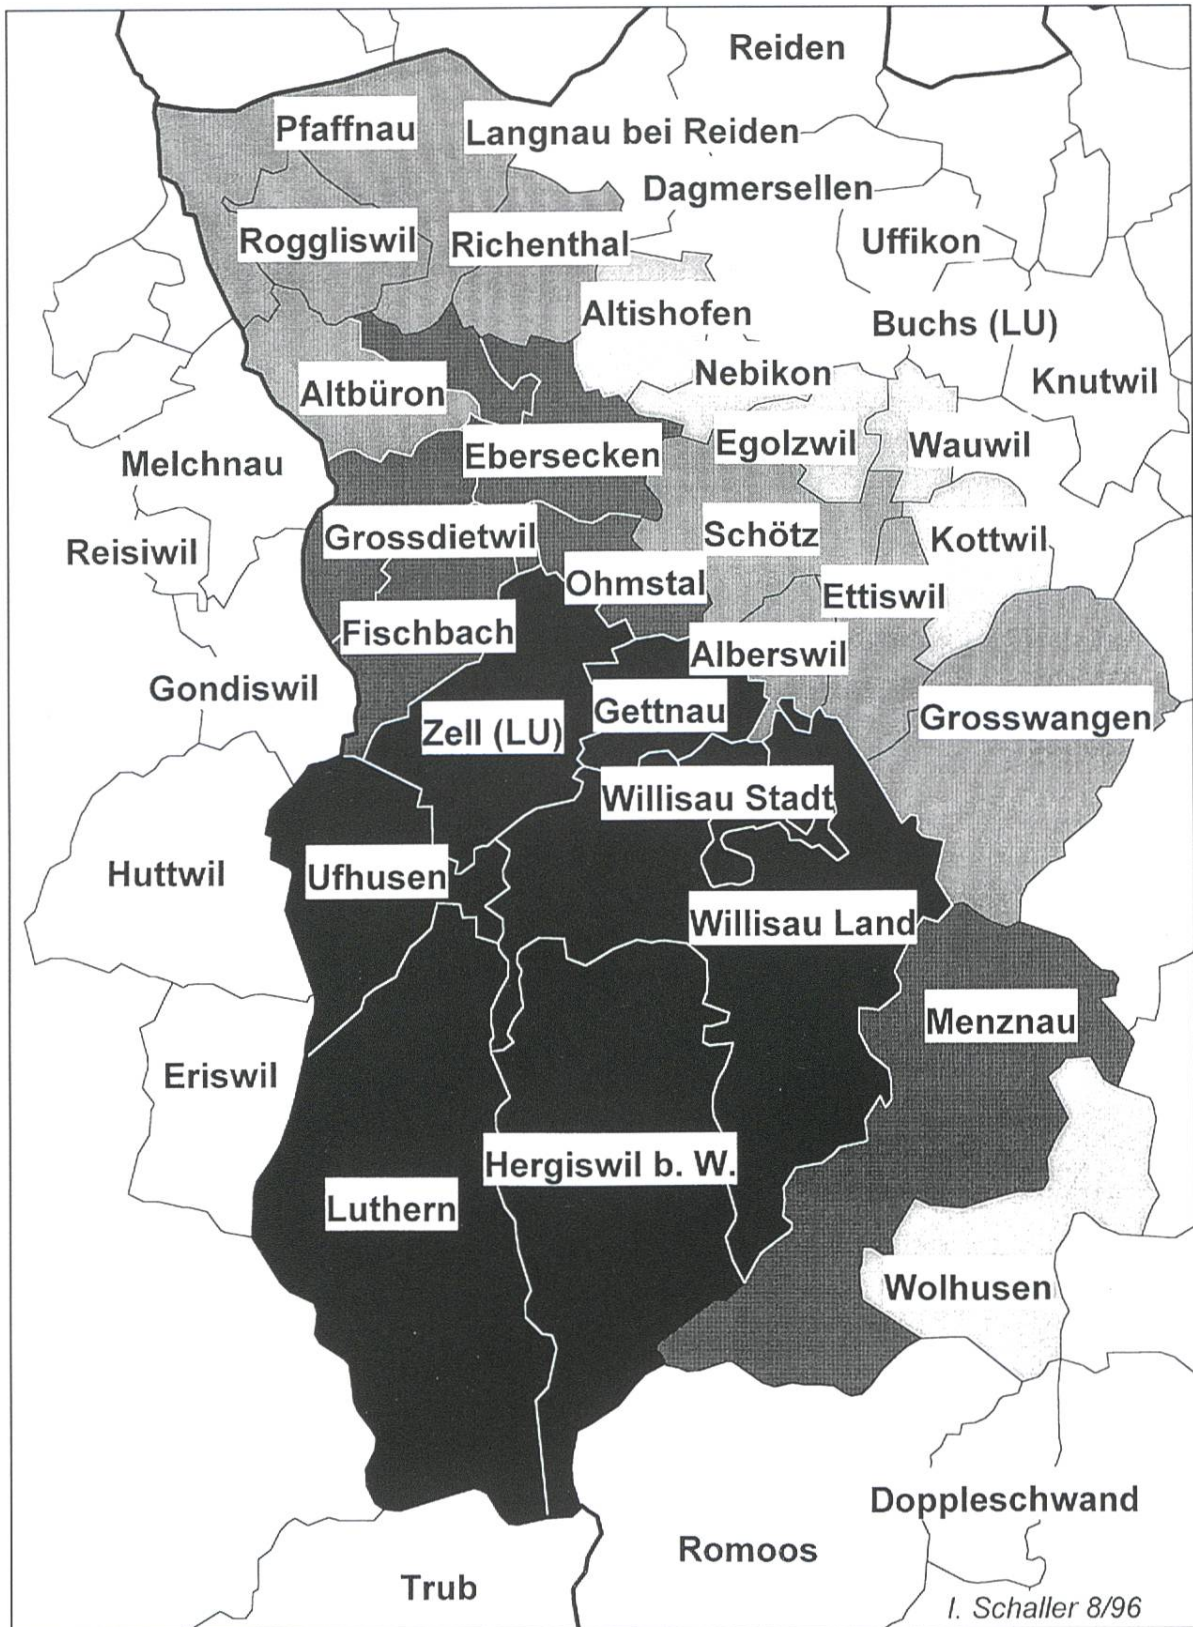 Reiden
Pfaffnau
Langnau bei Reiden
Dagmersellen
Roggliswil
Richenthal
Uffikon
Altishofen
Buchs (LU)
Nebikon
Knutwil
Altbüron
Melchnau
Ebersecken
Egolzwil
Wauwil
Reisiwil
Grossdietwil
Schötz
Kottwil
Ohmstal
Ettiswil
Fischbach
Alberswil
Gondiswil
Zell (LU)
Gettnau
Grosswangen
Willisau Stadt
Huttwil
Ufhusen
Willisau Land
Menznau
Eriswil
Hergiswil b. W.
Luthern
Wolhusen
Doppleschwand
Romoos
Trub
I. Schaller 8/96